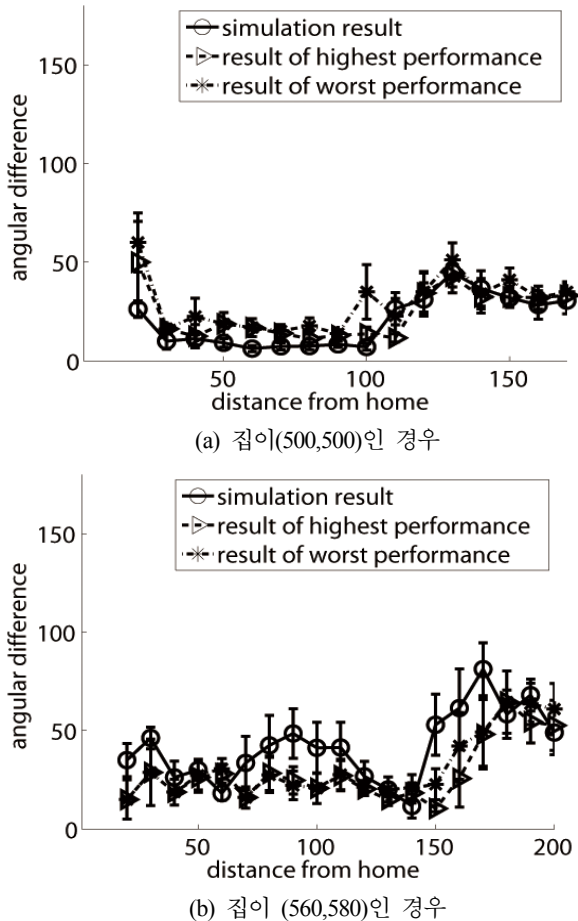 simulation result
result of highest performance
result of worst performance
150
100
50
0
angular difference
50 100 150
distance from home
(a) 집이(500,500)인 경우
simulation result
result of highest performance
result of worst performance
150
100
50
0
angular difference
50 100 150 200
distance from home
(b) 집이 (560,580)인 경우